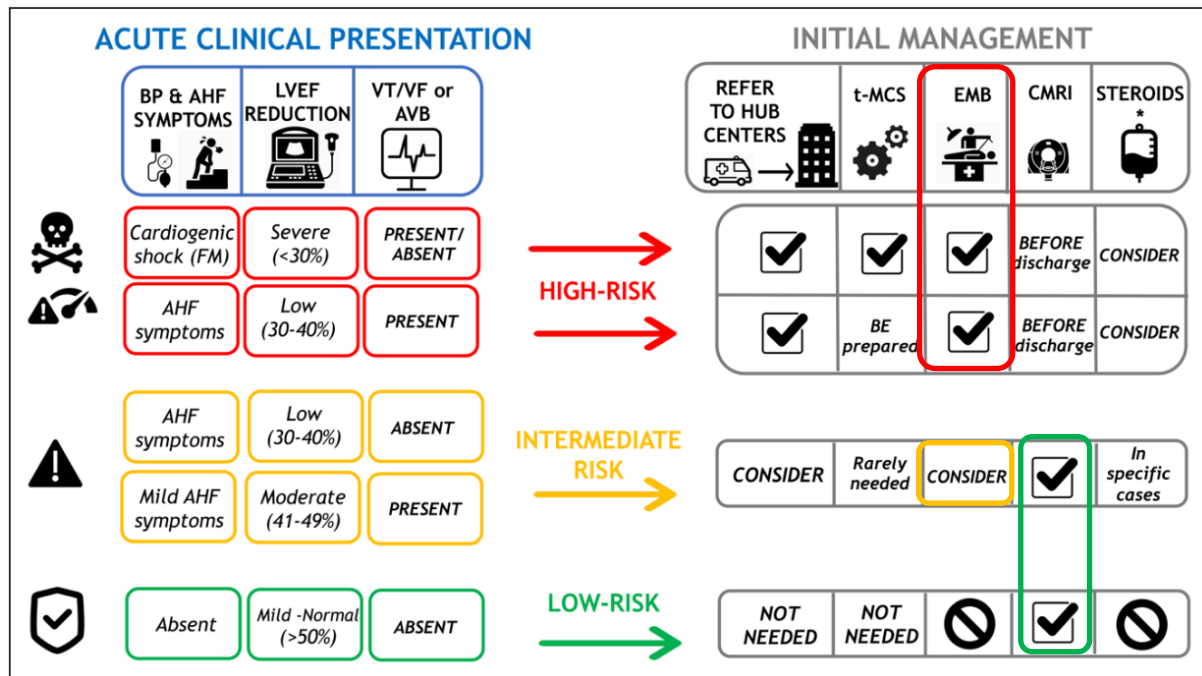 ACUTE CLINICAL PRESENTATION
INITIAL MANAGEMENT
BP & AHF
SYMPTOMS
LVEF
REDUCTION
VT/VF or
AVB
REFER
TO HUB
CENTERS
t-MCS
EMB
CMRI
STEROIDS
*
Cardiogenic
shock (FM)
Severe
(<30%)
PRESENT/
ABSENT
HIGH-RISK
BEFORE
discharge
CONSIDER
AHF
symptoms
Low
(30-40%)
PRESENT
BE
prepared
BEFORE
discharge
CONSIDER
AHF
symptoms
Low
(30-40%)
ABSENT
INTERMEDIATE
RISK
Mild AHF
symptoms
Moderate
(41-49%)
PRESENT
CONSIDER
Rarely
needed
CONSIDER
In
specific
cases
Absent
Mild -Normal
(>50%)
ABSENT
LOW-RISK
NOT
NEEDED
NOT
NEEDED